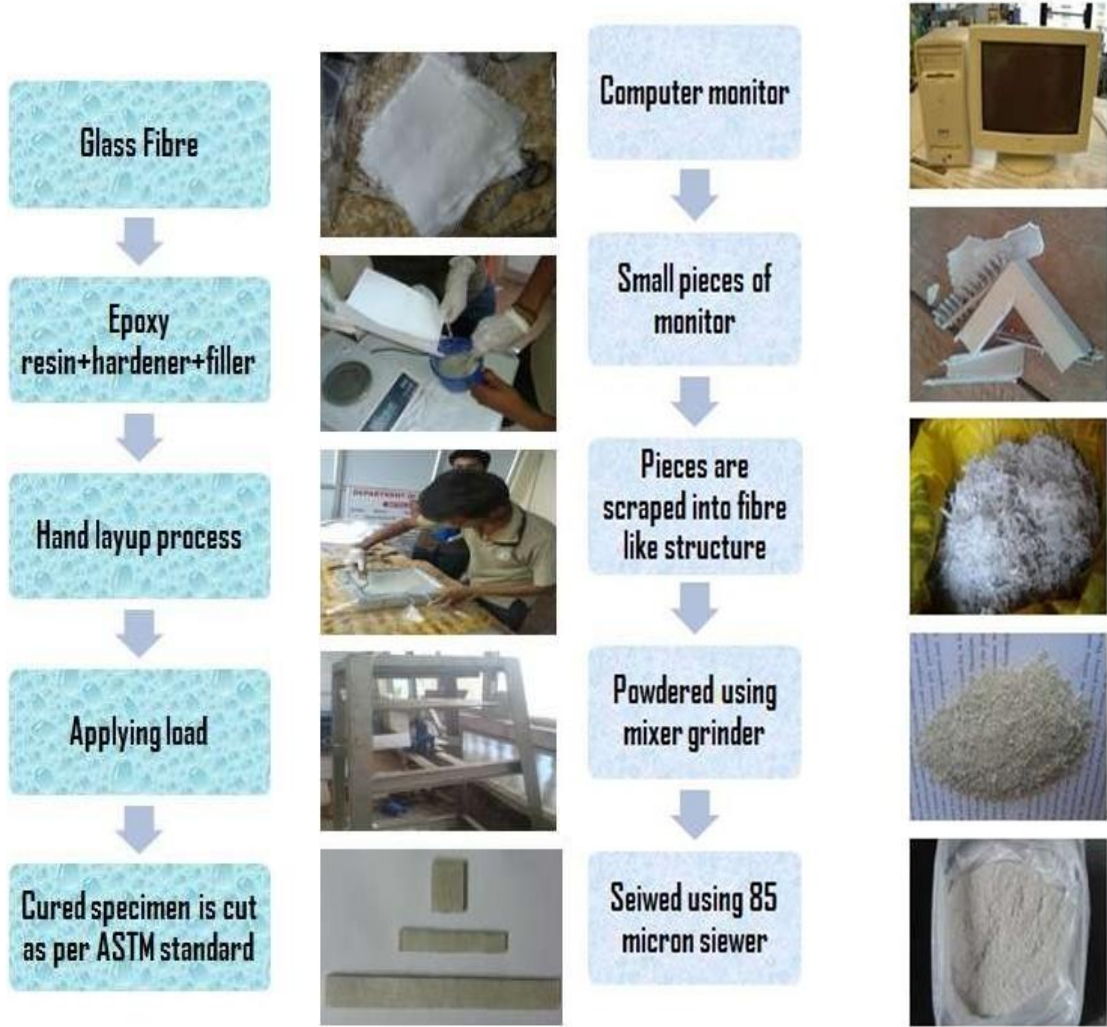 Glass Fibre
Epoxy
resin+hardener+filler
Hand layup process
Applying load
Cured specimen is cut
as per ASTM standard
DEPARTMENT
Computer monitor
Small pieces of
monitor
Pieces are
scraped into fibre
like structure
Powdered using
mixer grinder
Seiwed using 85
micron siewer